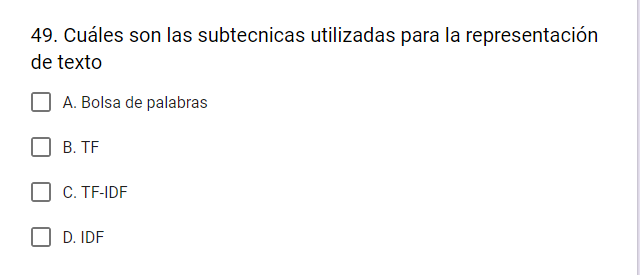 49. Cuáles son las subtecnicas utilizadas para la representación
de texto
A. Bolsa de palabras
B. TF
C. TF-IDF
D. IDF